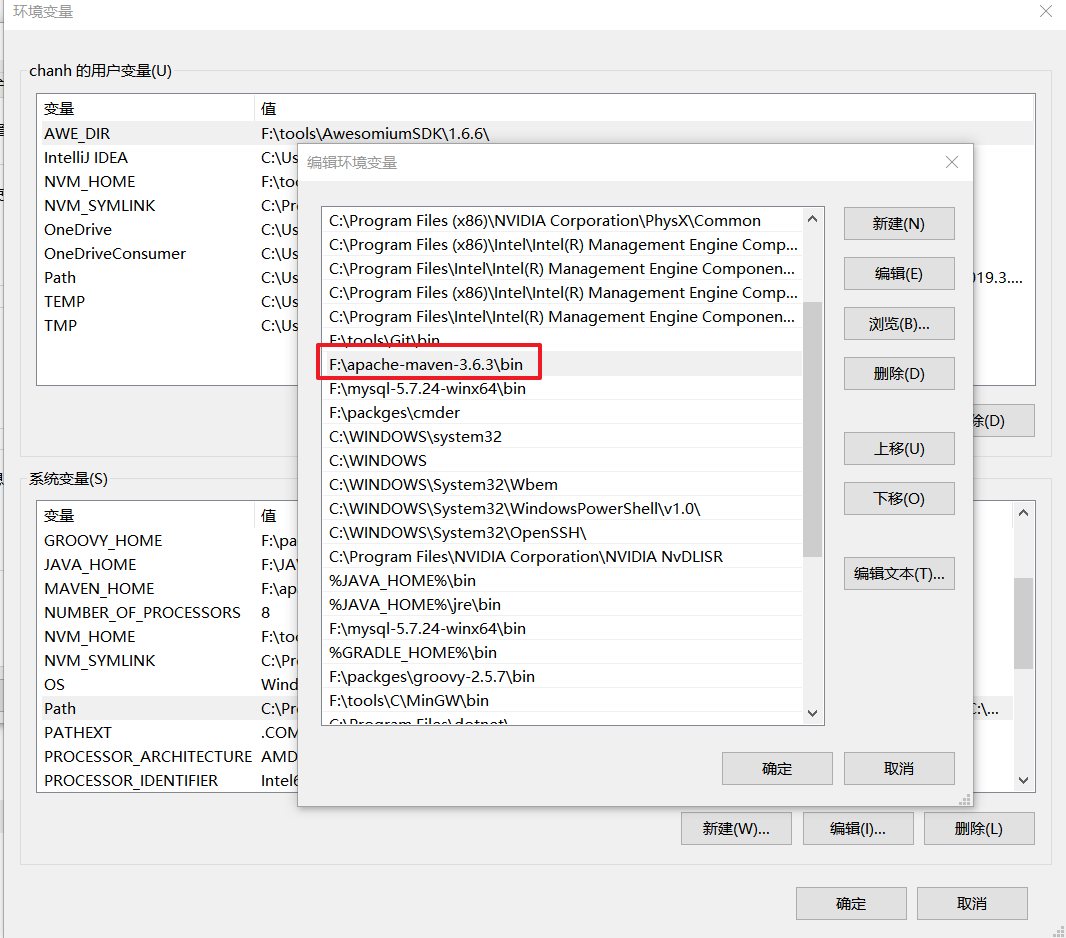 环境变量
chanh 的用户变量(U)
变量 值
AWE_DIR F:\tools\AwesomiumSDK\1.6.6\
IntelliJ IDEA C:\Us
NVM_HOME F:\too
NVM_SYMLINK C:\Pr
OneDrive C:\Us
OneDriveConsumer C:\Us
Path C:\Us 019.3....
TEMP C:\Us
TMP C:\Us
除(D)
编辑环境变量
C:\Program Files (x86)\NVIDIA Corporation\PhysX\Common
C:\Program Files (x86)\Intel\Intel(R) Management Engine Comp...
C:\Program Files\Intel\Intel(R) Management Engine Componen...
C:\Program Files (x86)\Intel\Intel(R) Management Engine Comp...
C:\Program Files\Intel\Intel(R) Management Engine Componen...
F:\tools\Git\bin
F:\apache-maven-3.6.3\bin
F:\mysql-5.7.24-winx64\bin
F:\packges\cmder
C:\WINDOWS\system32
C:\WINDOWS
C:\WINDOWS\System32\Wbem
C:\WINDOWS\System32\WindowsPowerShell\v1.0\
C:\WINDOWS\System32\OpenSSH\
C:\Program Files\NVIDIA Corporation\NVIDIA NvDLISR
%JAVA_HOME%\bin
%JAVA_HOME%\jre\bin
F:\mysql-5.7.24-winx64\bin
%GRADLE_HOME%\bin
F:\packges\groovy-2.5.7\bin
F:\tools\C\MinGW\bin
C:\Program Files\dotnet\
新建(N)
编辑(E)
浏览(B)...
删除(D)
上移(U)
下移(O)
编辑文本(T)...
确定
取消
系统变量(S)
变量 值
GROOVY_HOME F:\pa
JAVA_HOME F:\JA
MAVEN_HOME F:\ap
NUMBER_OF_PROCESSORS 8
NVM_HOME F:\too
NVM_SYMLINK C:\Pr
OS Wind
Path C:\Pr C:\...
PATHEXT .COM
PROCESSOR_ARCHITECTURE AMD
PROCESSOR_IDENTIFIER Intel6
新建(W)...
编辑(I)...
删除(L)
确定
取消